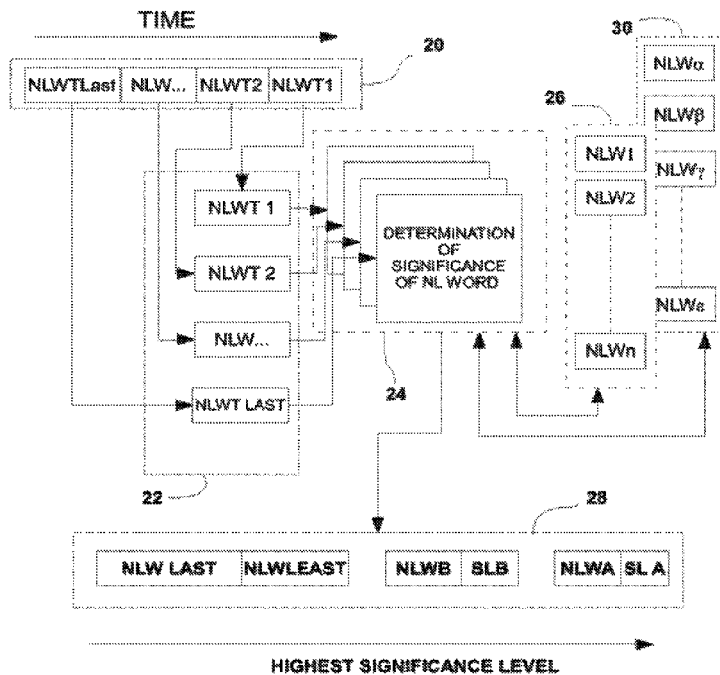 TIME
30
20
NLWTLast NLW... NLWT2 NLWT1
NLWα
26
NLWβ
NLW1
NLWγ
NLW2
NLWT 1
DETERMINATION
OF
SIGNIFICANCE
OF NL WORD
NLWT 2
NLWε
NLW...
NLWn
24
NLWT LAST
22
28
NLW LAST NLWLEAST NLWB SLB NLWA SL A
HIGHEST SIGNIFICANCE LEVEL